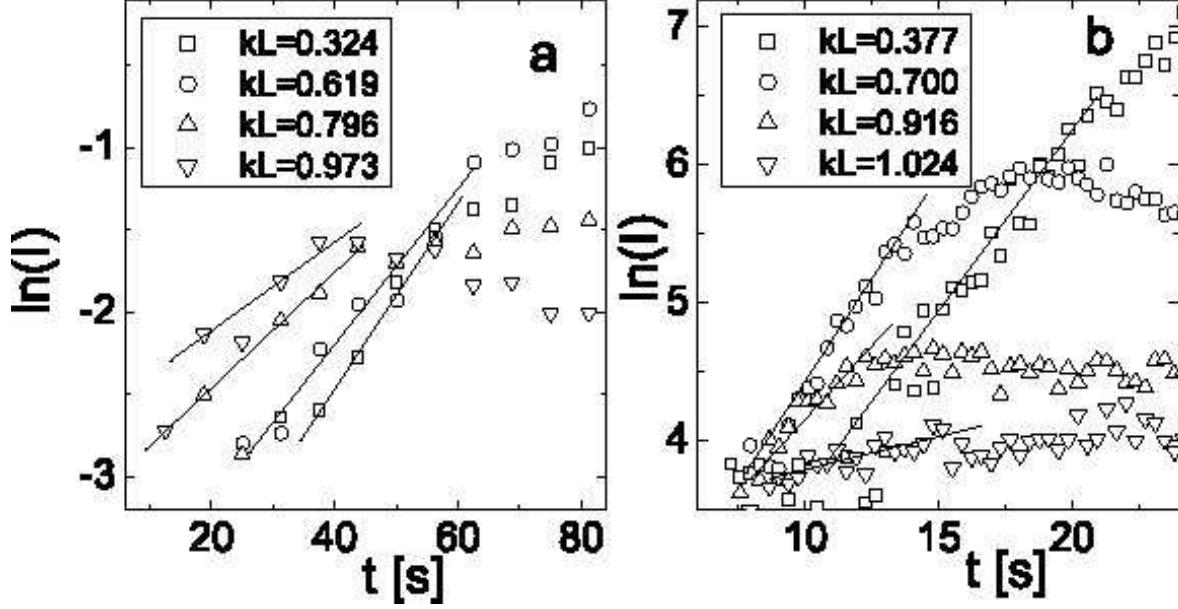 kL=0.324
kL=0.619
kL=0.796
kL=0.973
a
-1
-2
-3
ln(I)
20 40 60 80
t [s]
kL=0.377
kL=0.700
kL=0.916
kL=1.024
b
7
6
5
4
ln(I)
10 15 20
t [s]